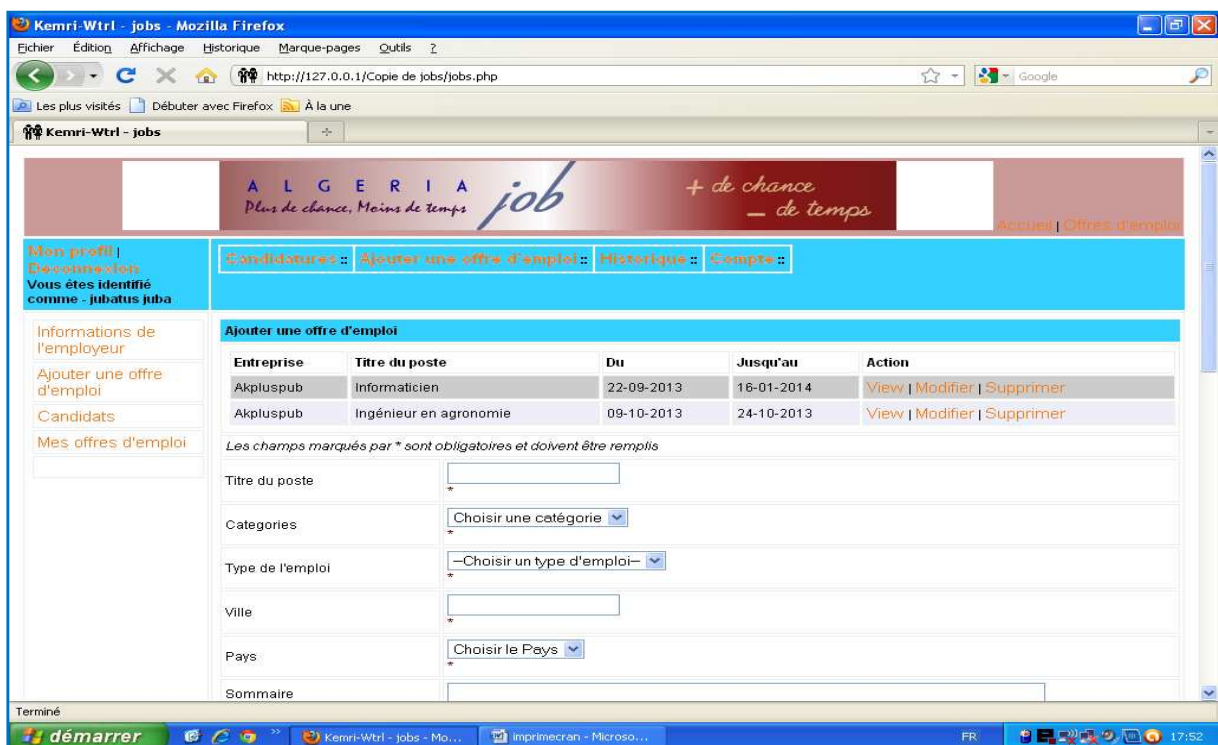 Kemri-Wtrl - jobs - Mozilla Firefox
Fichier Édition Affichage Historique Marque-pages Outils ?
http://127.0.0.1/Copie de jobs/jobs.php
Google
Les plus visités Débuter avec Firefox À la une
Kemri-Wtrl - jobs
ALGERIA job + de chance
Plus de chance, Moins de temps — de temps
Accueil | Offres d'emploi
Mon profil |
Déconnexion
Vous êtes identifié
comme - jubatus juba
Candidatures :: Ajouter une offre d'emploi :: Historique :: Compte ::
Informations de
l'employeur
Ajouter une offre
d'emploi
Candidats
Mes offres d'emploi
Ajouter une offre d'emploi
Entreprise Titre du poste Du Jusqu'au Action
Akpluspub Informaticien 22-09-2013 16-01-2014 View | Modifier | Supprimer
Akpluspub Ingénieur en agronomie 09-10-2013 24-10-2013 View | Modifier | Supprimer
Les champs marqués par * sont obligatoires et doivent être remplis
Titre du poste
*
Categories Choisir une catégorie
*
Type de l'emploi --Choisir un type d'emploi--
*
Ville
*
Pays Choisir le Pays
*
Sommaire
Terminé
démarrer » Kemri-Wtrl - jobs - Mo... imprimecran - Microso... FR 17:52